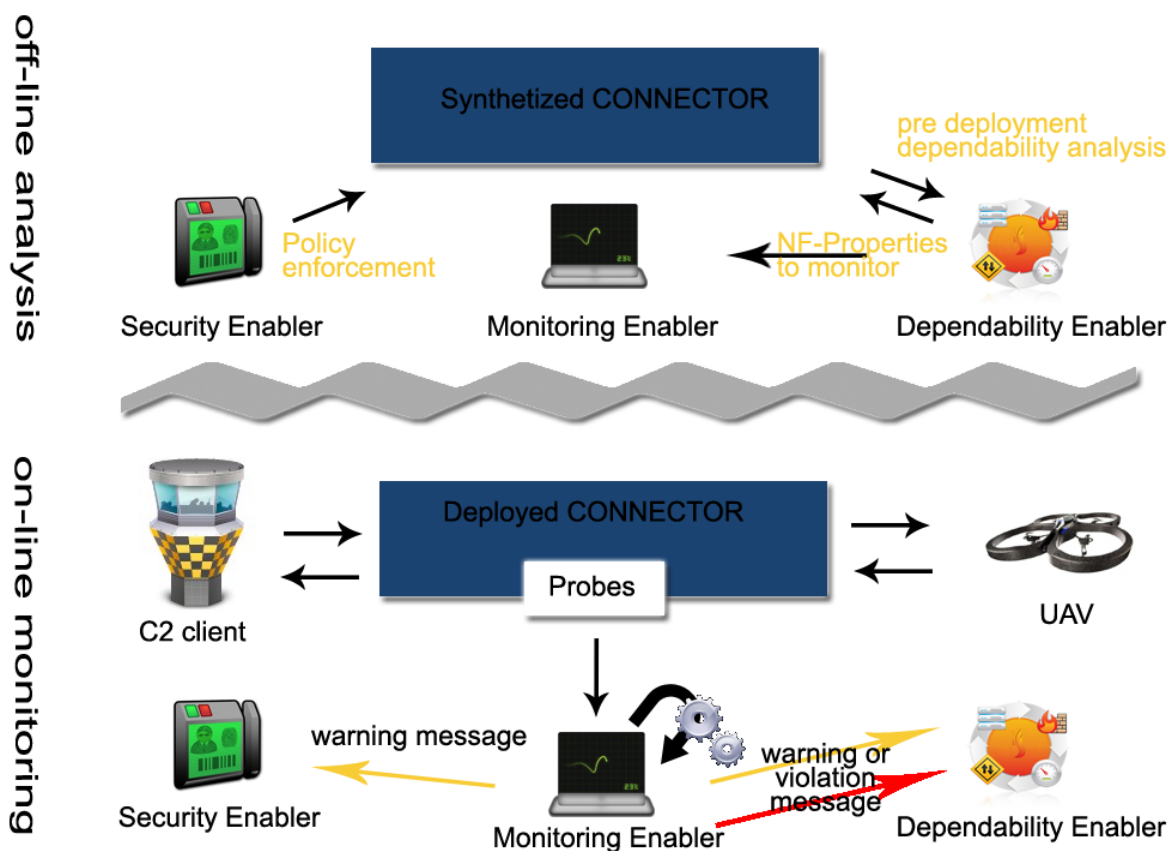 off-line analysis
Synthetized CONNECTOR
pre deployment
dependability analysis
Policy
enforcement
NF-Properties
to monitor
23%
Security Enabler
Monitoring Enabler
Dependability Enabler
on-line monitoring
Deployed CONNECTOR
Probes
C2 client
UAV
warning message
warning or
violation
message
23%
Security Enabler
Monitoring Enabler
Dependability Enabler